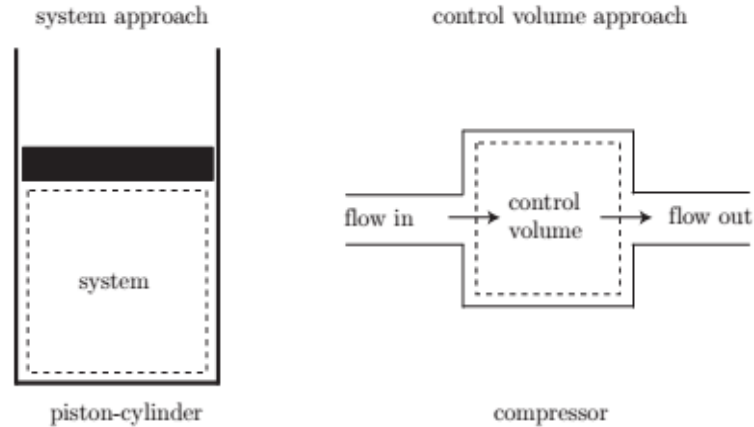 system approach
control volume approach
flow in
control
volume
flow out
system
piston-cylinder
compressor